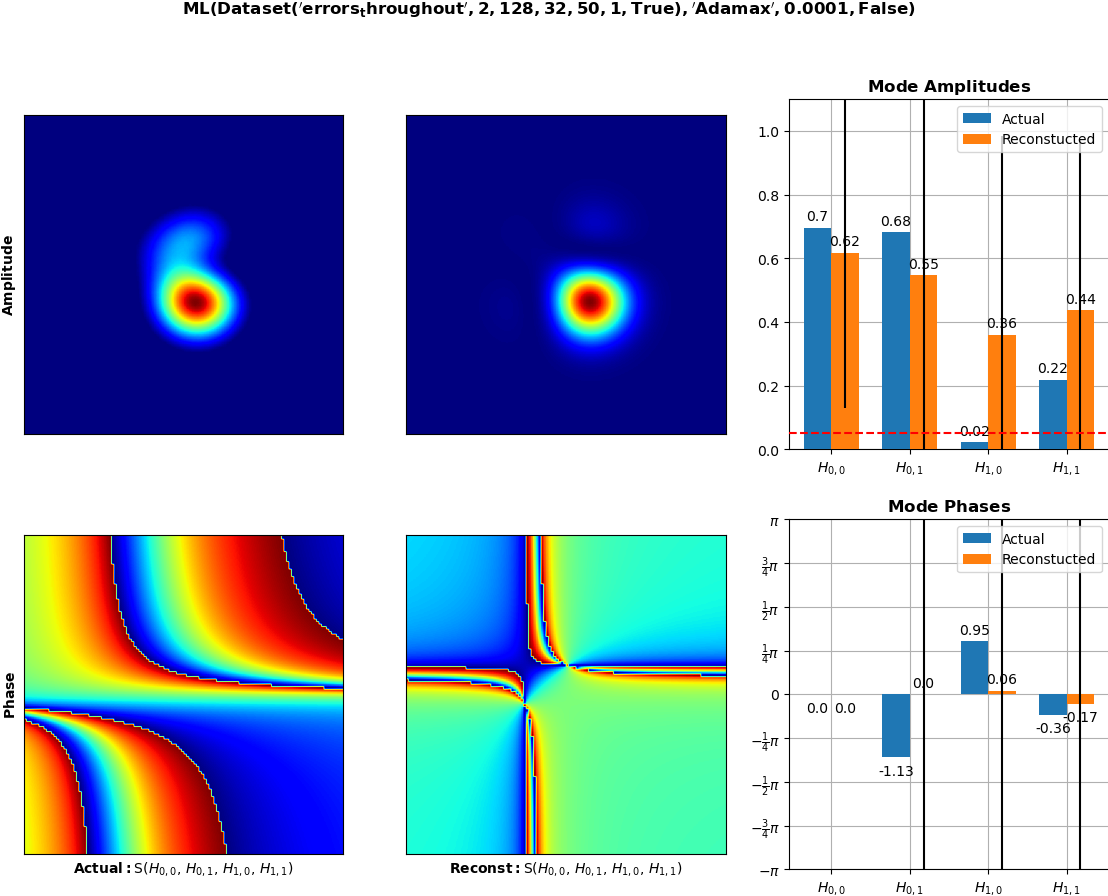 ML(Dataset('errors_throughout', 2, 128, 32, 50, 1, True), 'Adamax', 0.0001, False)
Amplitude
Mode Amplitudes
Actual
Reconstucted
1.0
0.8
0.6
0.4
0.2
0.0
0.7
0.62
0.68
0.55
0.02
0.36
0.22
0.44
H0,0
H0,1
H1,0
H1,1
Phase
Mode Phases
Actual
Reconstucted
π
3/4π
1/2π
1/4π
0
−1/4π
−1/2π
−3/4π
−π
0.0
0.0
-1.13
0.0
0.95
0.06
-0.36
-0.17
H0,0
H0,1
H1,0
H1,1
Actual: S(H0,0, H0,1, H1,0, H1,1)
Reconst: S(H0,0, H0,1, H1,0, H1,1)